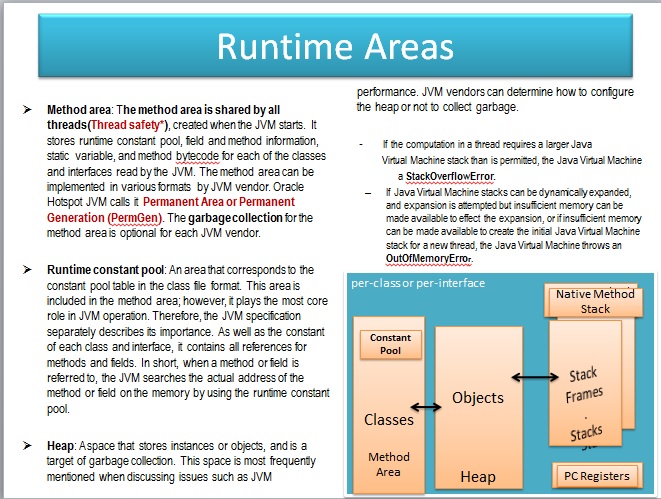 Runtime Areas
➢ Method area: The method area is shared by all
threads(Thread safety*), created when the JVM starts. It
stores runtime constant pool, field and method information,
static variable, and method bytecode for each of the classes
and interfaces read by the JVM. The method area can be
implemented in various formats by JVM vendor. Oracle
Hotspot JVM calls it Permanent Area or Permanent
Generation (PermGen). The garbage collection for the
method area is optional for each JVM vendor.
➢ Runtime constant pool: An area that corresponds to the
constant pool table in the class file format. This area is
included in the method area; however, it plays the most core
role in JVM operation. Therefore, the JVM specification
separately describes its importance. As well as the constant
of each class and interface, it contains all references for
methods and fields. In short, when a method or field is
referred to, the JVM searches the actual address of the
method or field on the memory by using the runtime constant
pool.
➢ Heap: A space that stores instances or objects, and is a
target of garbage collection. This space is most frequently
mentioned when discussing issues such as JVM
performance. JVM vendors can determine how to configure
the heap or not to collect garbage.
- If the computation in a thread requires a larger Java
Virtual Machine stack than is permitted, the Java Virtual Machine
a StackOverflowError.
– If Java Virtual Machine stacks can be dynamically expanded,
and expansion is attempted but insufficient memory can be
made available to effect the expansion, or if insufficient memory
can be made available to create the initial Java Virtual Machine
stack for a new thread, the Java Virtual Machine throws an
OutOfMemoryError.
per-class or per-interface
Constant
Pool
Classes
Method
Area
Objects
Heap
Native Method
Stack
Stack
Frames
.
Stacks
PC Registers